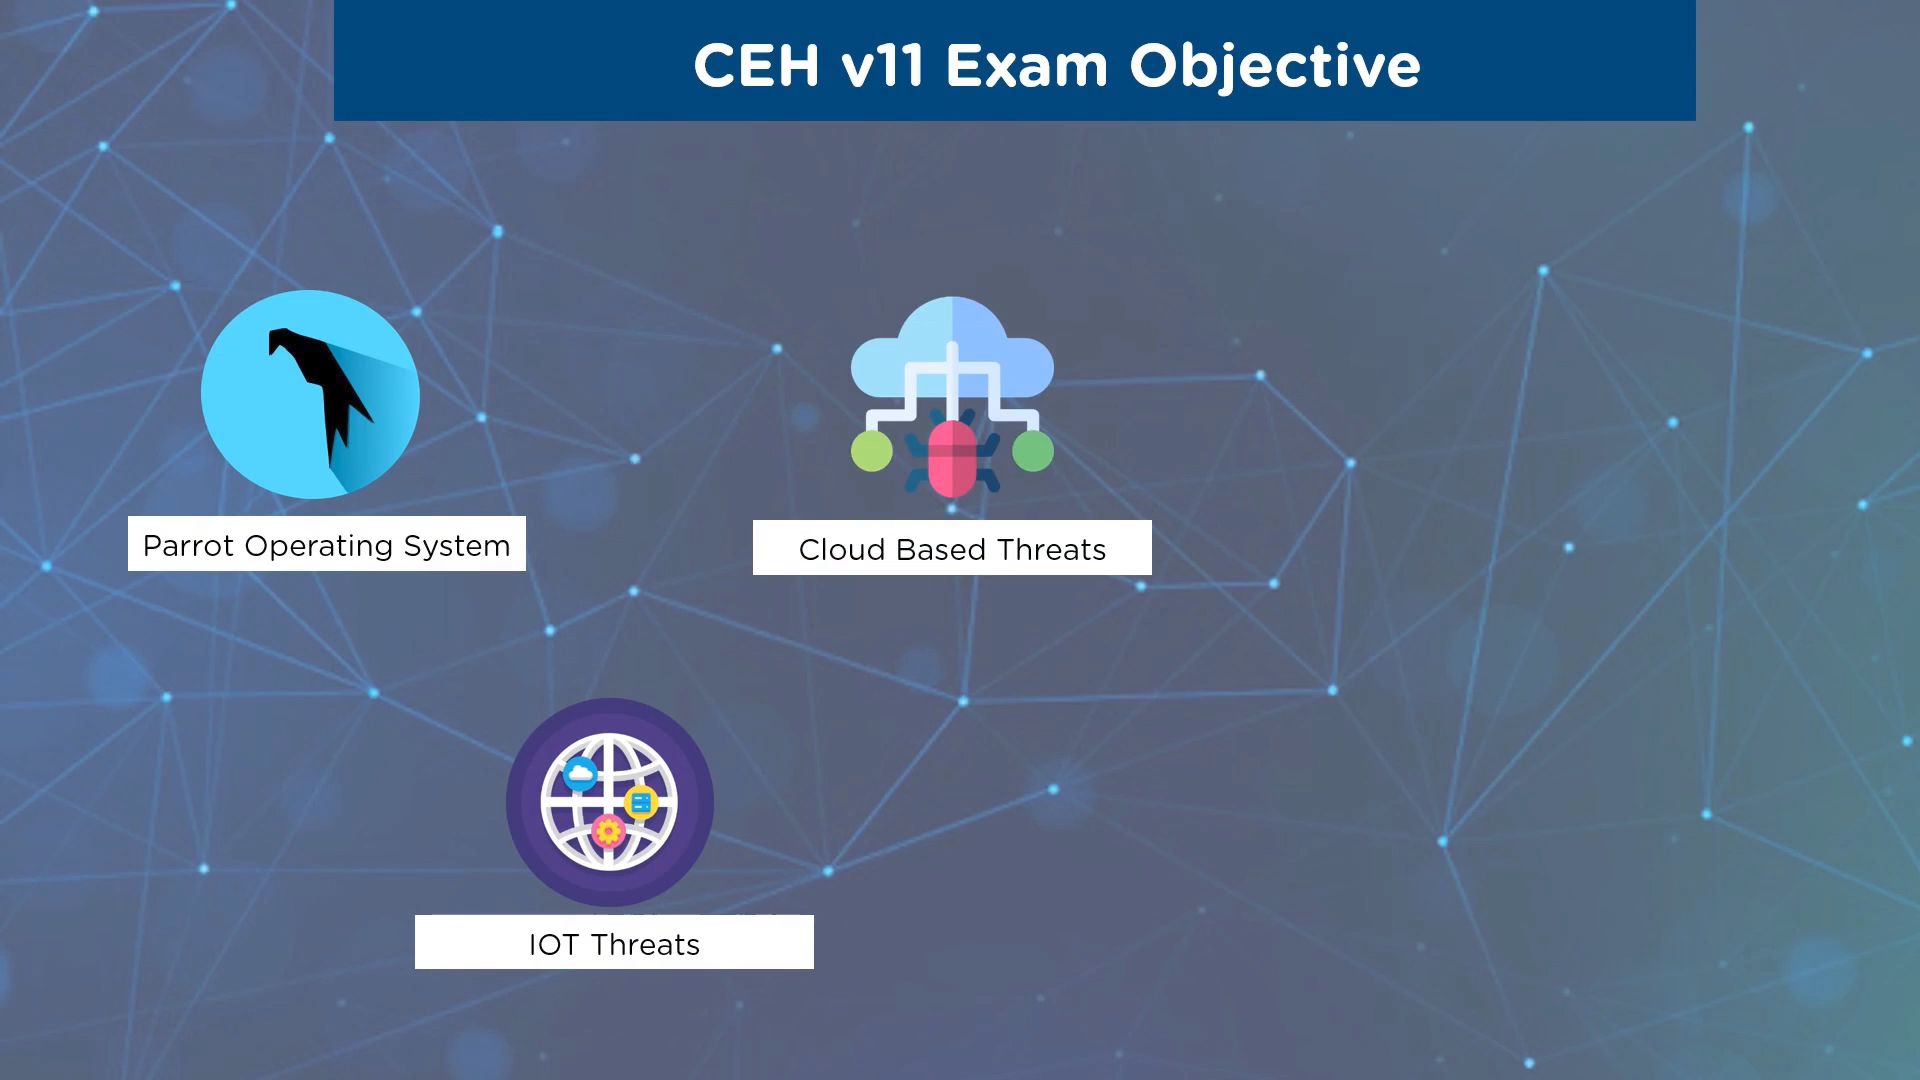 CEH v11 Exam Objective
Parrot Operating System
Cloud Based Threats
IOT Threats